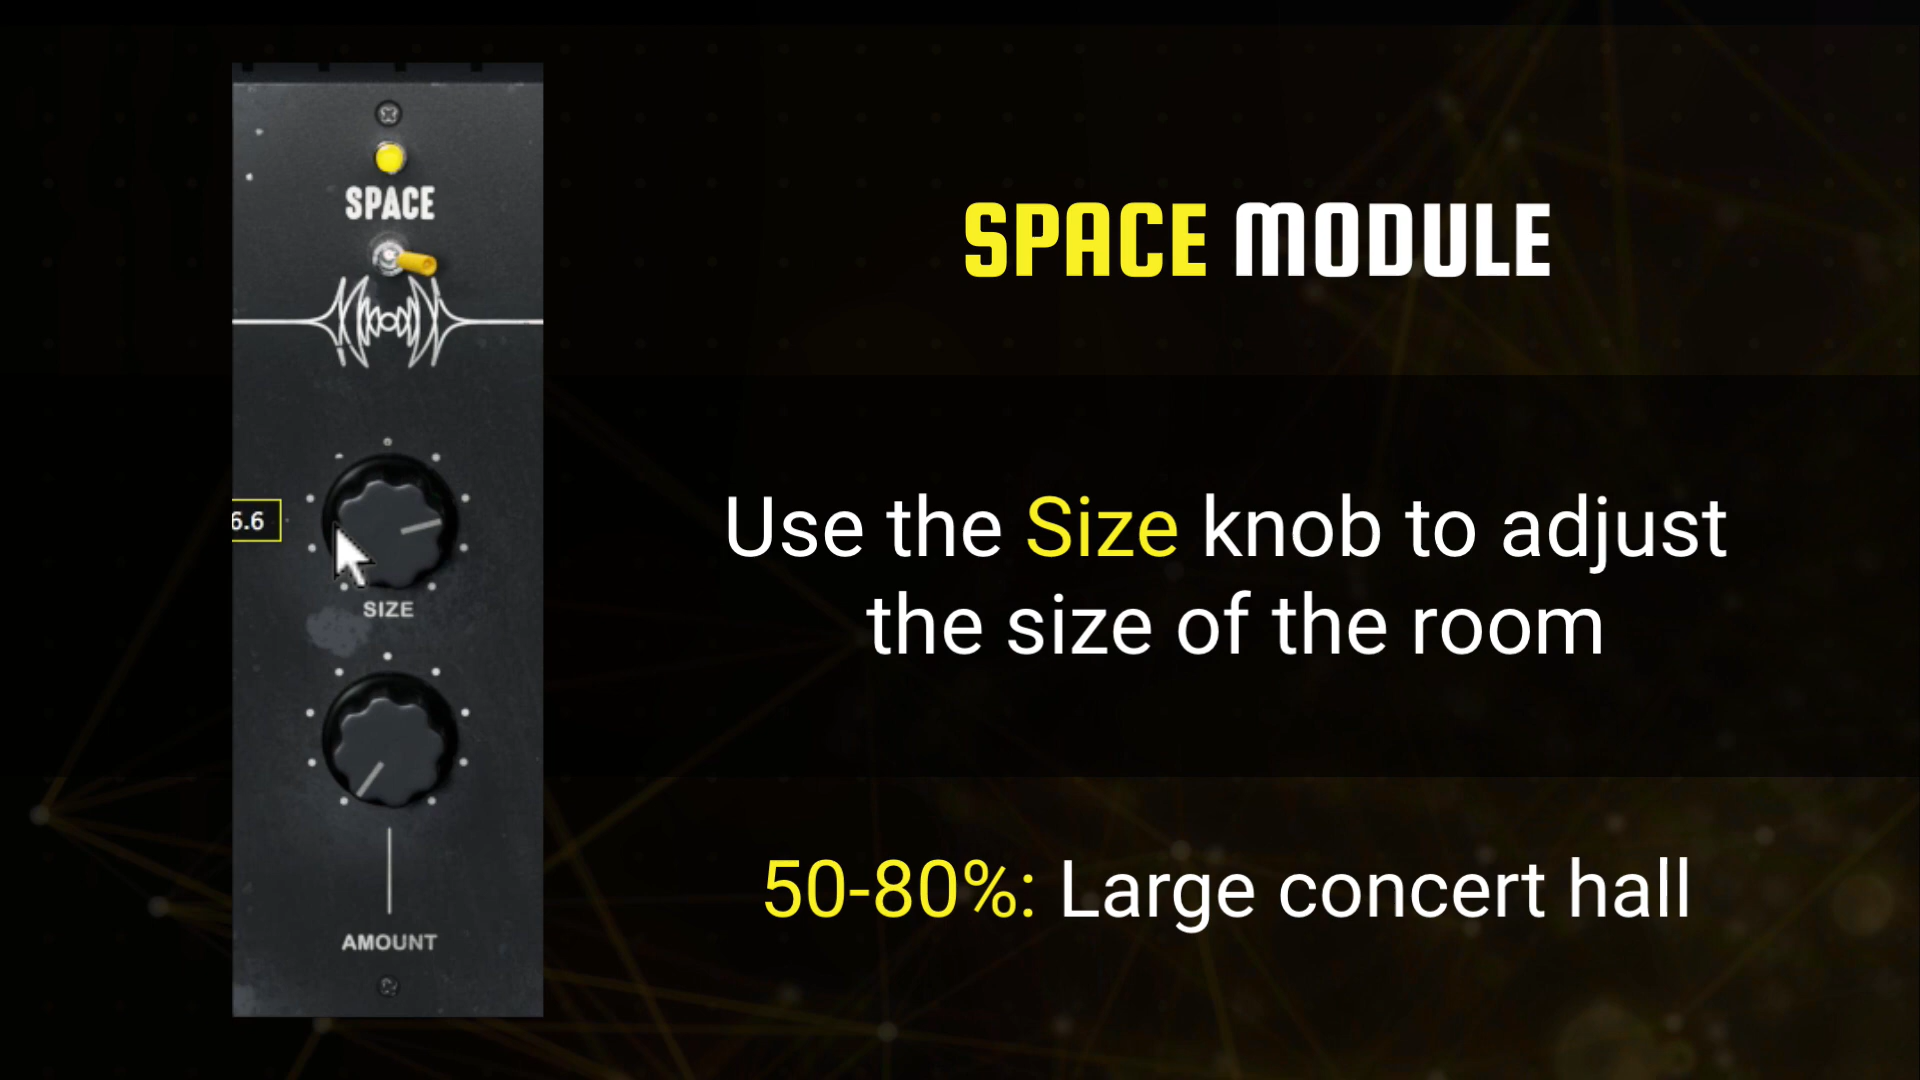 SPACE
6.6
SIZE
AMOUNT
SPACE MODULE
Use the Size knob to adjust
the size of the room
50-80%: Large concert hall